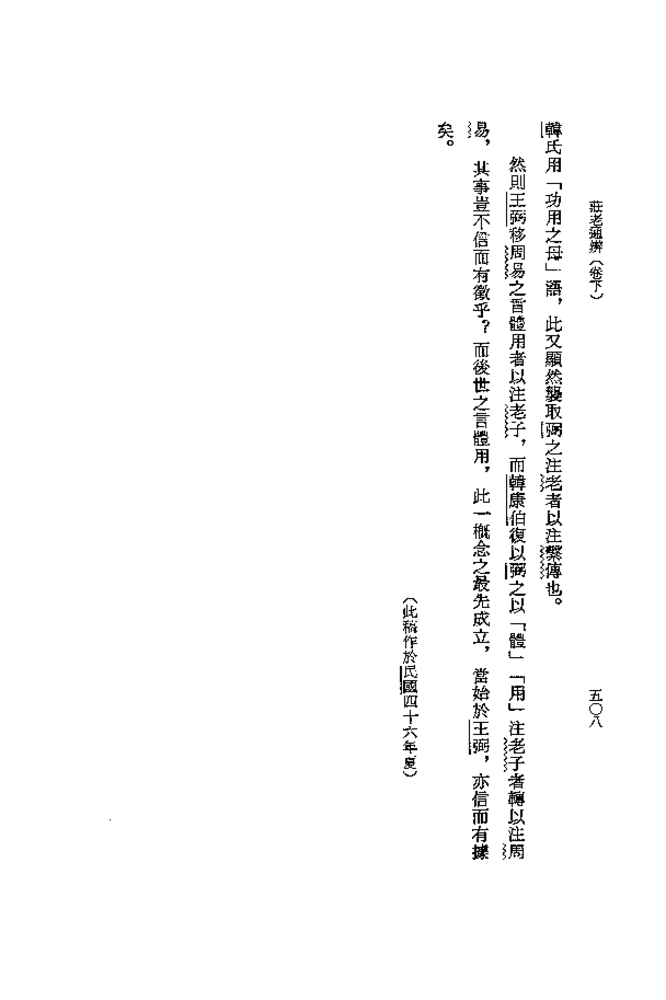 莊老通辨（卷下）
五〇八
韓氏用「功用之母」語，此又顯然襲取弼之注老者以注繫傳也。
然則王弼移周易之言體用者以注老子，而韓康伯復以弼之以「體」「用」注老子者轉以注周
易，其事豈不信而有徵乎？而後世之言體用，此一概念之最先成立，當始於王弼，亦信而有據
矣。
（此稿作於民國四十六年夏）